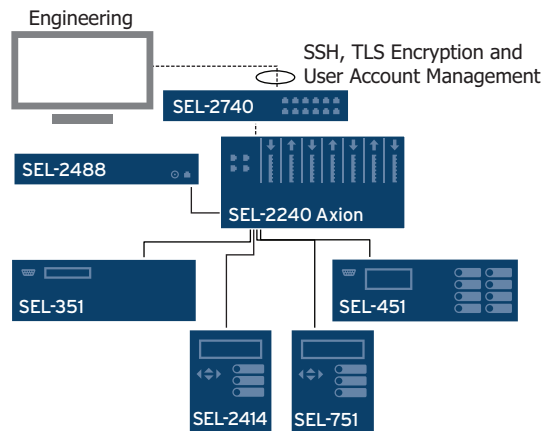 Engineering
SSH, TLS Encryption and
User Account Management
SEL-2740
SEL-2488
SEL-2240 Axion
SEL-351
SEL-451
SEL-2414
SEL-751